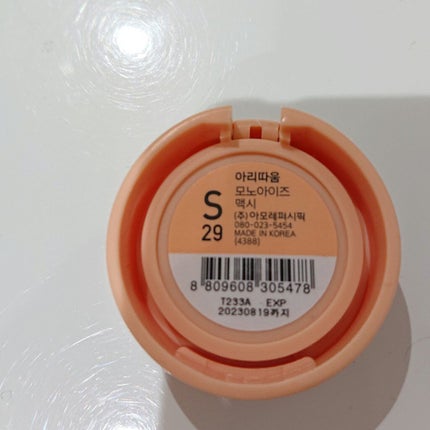 S
29
아리따움
모노아이즈
맥시
(주)아모레퍼시픽
080-023-5454
MADE IN KOREA
(4388)
8 809608 305478
T233A EXP
20230819까지